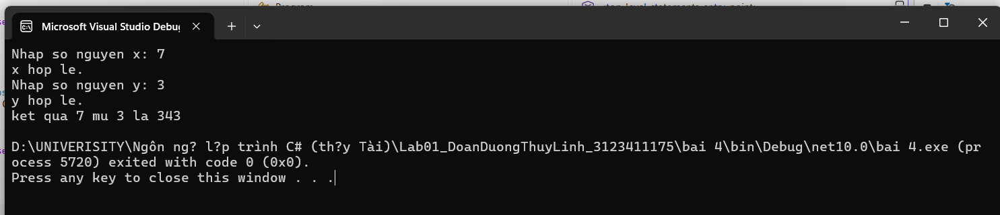 Microsoft Visual Studio Debug
Nhap so nguyen x: 7
x hop le.
Nhap so nguyen y: 3
y hop le.
ket qua 7 mu 3 la 343
D:\UNIVERISITY\Ngôn ng? l?p trình C# (th?y Tài)\Lab01_DoanDuongThuyLinh_3123411175\bai 4\bin\Debug\net10.0\bai 4.exe (pr
ocess 5720) exited with code 0 (0x0).
Press any key to close this window . . .